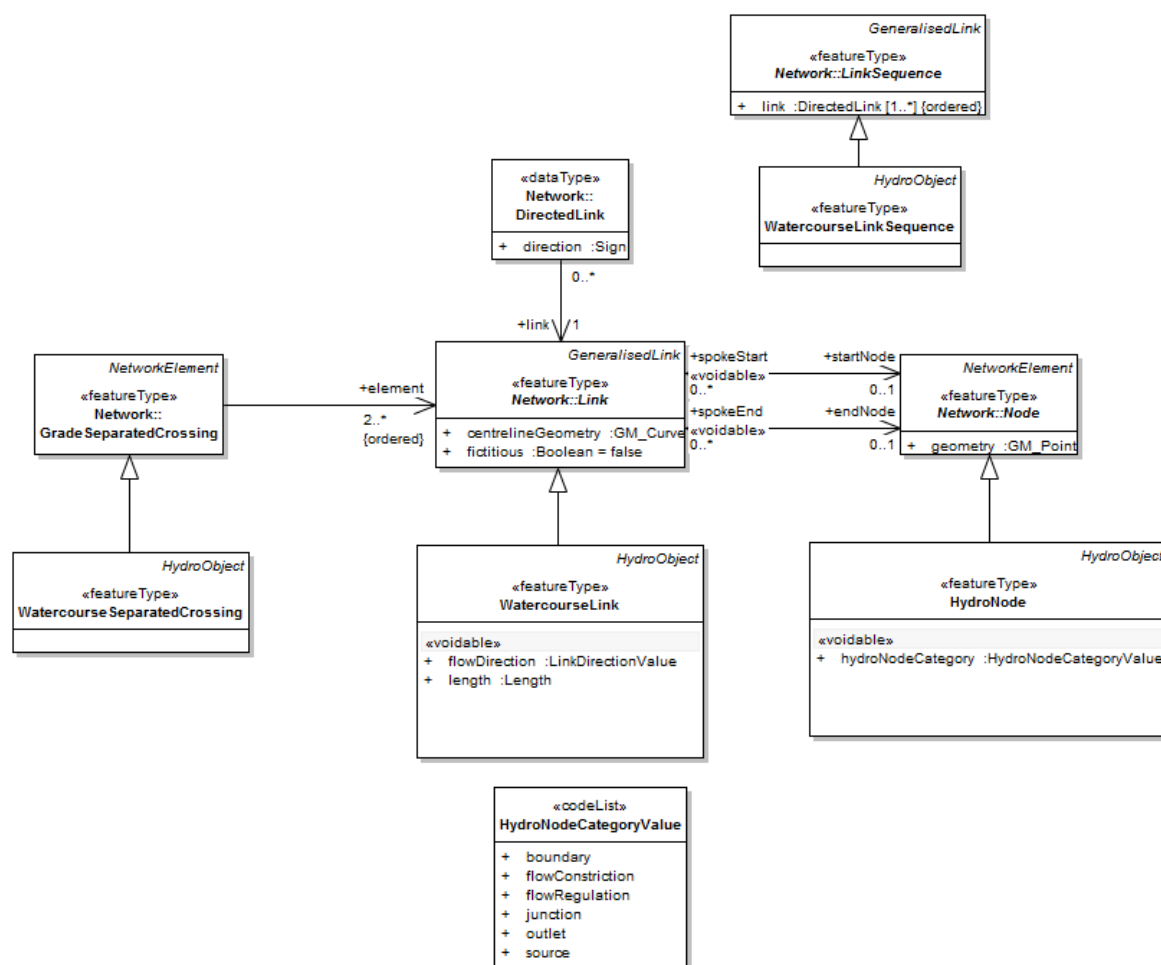 GeneralisedLink
«featureType»
Network::LinkSequence
+ link :DirectedLink [1..*] {ordered}
HydroObject
«featureType»
WatercourseLinkSequence
«dataType»
Network::
DirectedLink
+ direction :Sign
0..*
+link 1
NetworkElement
«featureType»
Network::
GradeSeparatedCrossing
+element
2..*
{ordered}
GeneralisedLink
«featureType»
Network::Link
+ centrelineGeometry :GM_Curve
+ fictitious :Boolean = false
+spokeStart +startNode
«voidable»
0..* 0..1
+spokeEnd +endNode
«voidable»
0..* 0..1
NetworkElement
«featureType»
Network::Node
+ geometry :GM_Point
HydroObject
«featureType»
WatercourseSeparatedCrossing
HydroObject
«featureType»
WatercourseLink
«voidable»
+ flowDirection :LinkDirectionValue
+ length :Length
HydroObject
«featureType»
HydroNode
«voidable»
+ hydroNodeCategory :HydroNodeCategoryValue
«codeList»
HydroNodeCategoryValue
+ boundary
+ flowConstriction
+ flowRegulation
+ junction
+ outlet
+ source